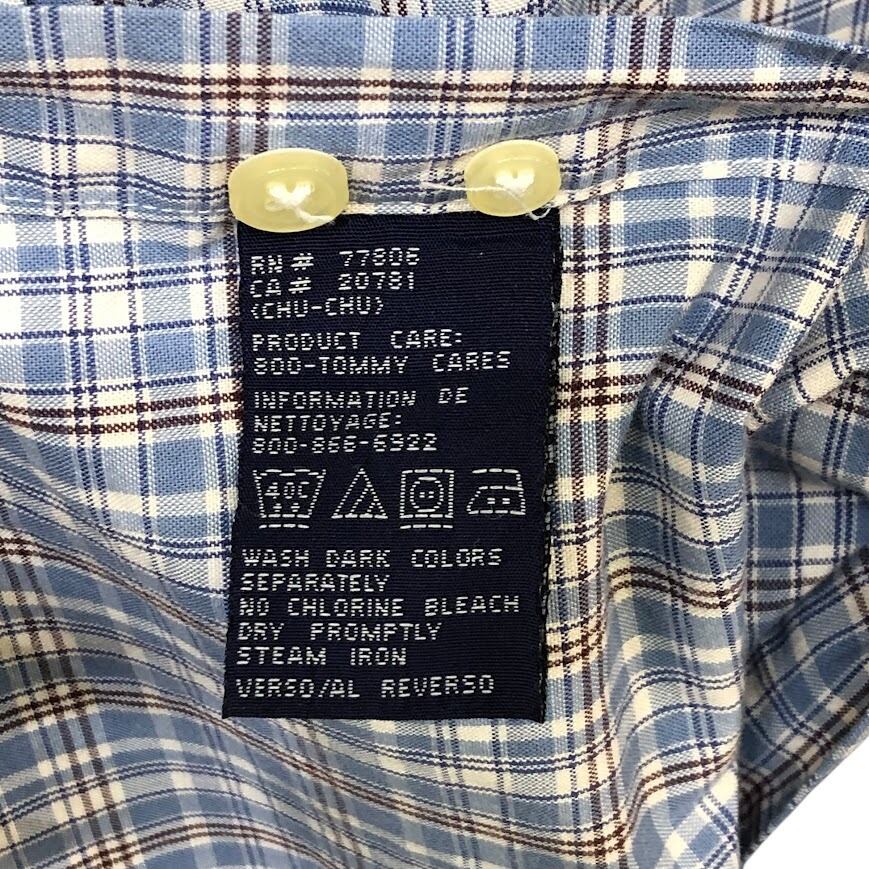 RN# 77806
CA# 20781
(CHU-CHU)
PRODUCT CARE:
800-TOMMY CARES
INFORMATION DE
NETTOYAGE:
800-866-6922
40C
WASH DARK COLORS
SEPARATELY
NO CHLORINE BLEACH
DRY PROMPTLY
STEAM IRON
VERSO/AL REVERSO